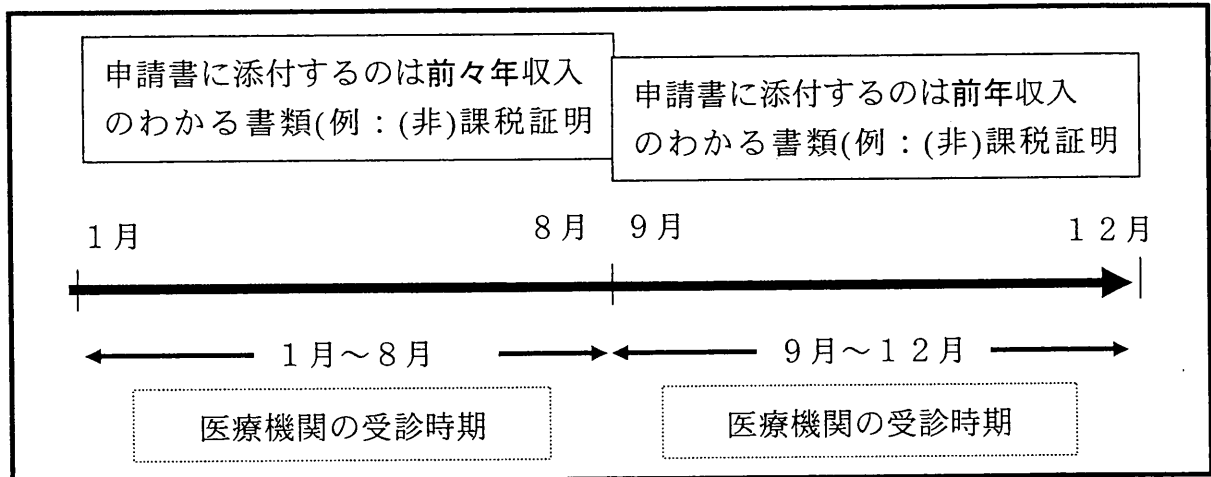 申請書に添付するのは前々年収入
のわかる書類(例:(非)課税証明
申請書に添付するのは前年収入
のわかる書類(例:(非)課税証明
1月
8月
9月
12月
1月~8月
9月~12月
医療機関の受診時期
医療機関の受診時期